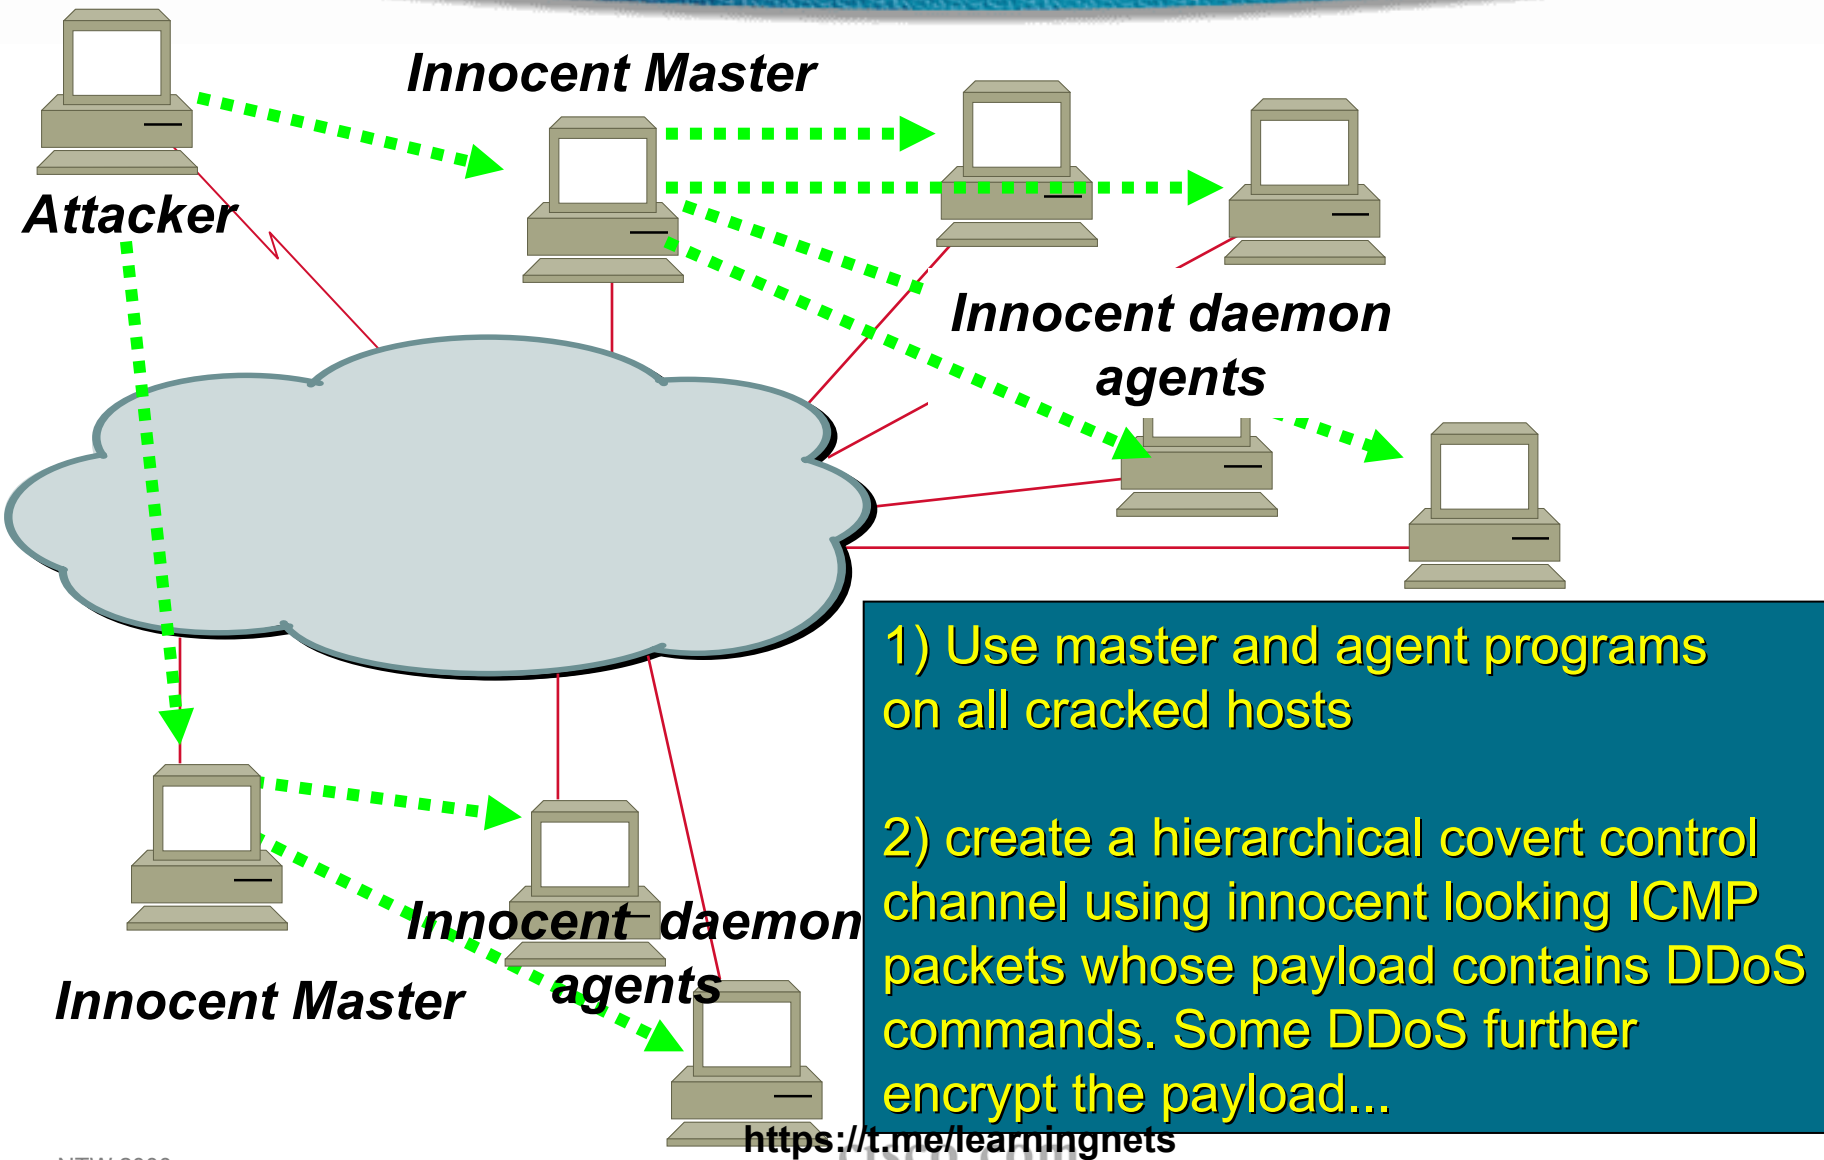 Innocent Master
Attacker
Innocent daemon
agents
1) Use master and agent programs
on all cracked hosts
2) create a hierarchical covert control
channel using innocent looking ICMP
packets whose payload contains DDoS
commands. Some DDoS further
encrypt the payload...
Innocent daemon
agents
Innocent Master
https://t.me/learningnets